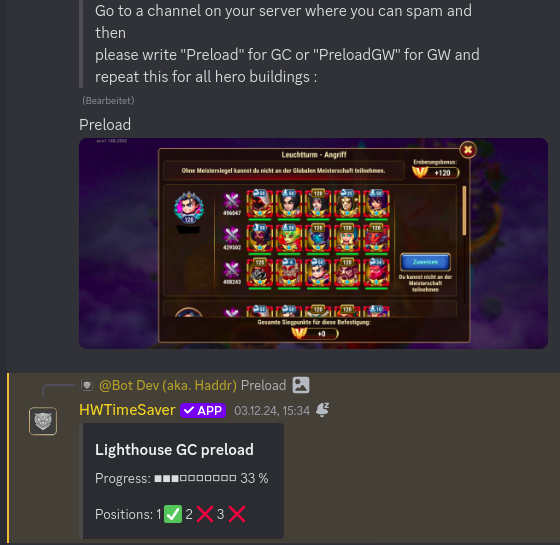 Go to a channel on your server where you can spam and
then
please write "Preload" for GC or "PreloadGW" for GW and
repeat this for all hero buildings :
(Bearbeitet)
Preload
Leuchtturm - Angriff
Ohne Meistersiegel kannst du nicht an der Globalen Meisterschaft teilnehmen.
Eroberungsbonus:
+120
120
496047
429502
408243
Zuweisen
Du kannst nicht an der
Meisterschaft
teilnehmen
Gesamte Siegpunkte für diese Befestigung:
+0
@Bot Dev (aka. Haddr) Preload
HWTimeSaver ✓ APP 03.12.24, 15:34
Lighthouse GC preload
Progress: ■■■□□□□□□□ 33 %
Positions: 1 ✅ 2 ❌ 3 ❌